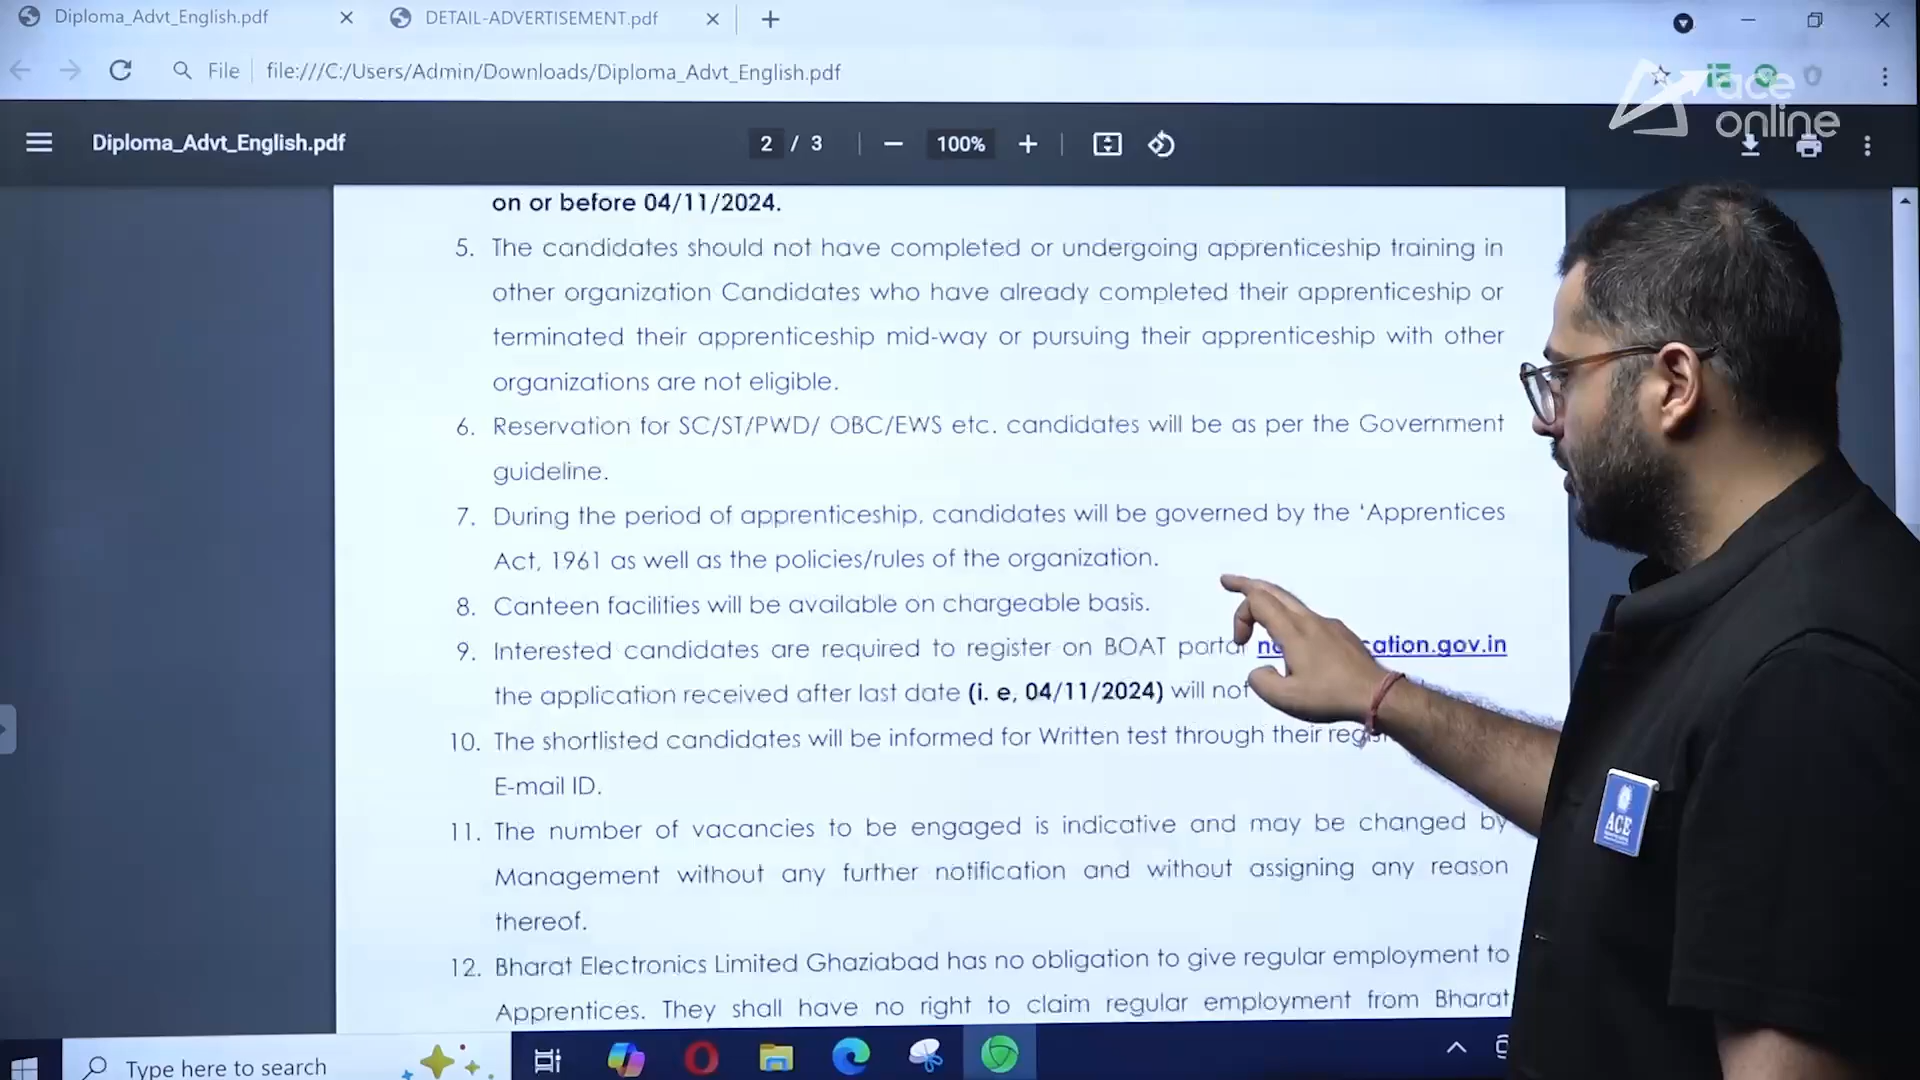 Diploma_Advt_English.pdf
DETAIL-ADVERTISEMENT.pdf
File
file:///C:/Users/Admin/Downloads/Diploma_Advt_English.pdf
ace
online
Diploma_Advt_English.pdf
2 / 3
100%
on or before 04/11/2024.
5. The candidates should not have completed or undergoing apprenticeship training in
other organization Candidates who have already completed their apprenticeship or
terminated their apprenticeship mid-way or pursuing their apprenticeship with other
organizations are not eligible.
6. Reservation for SC/ST/PWD/ OBC/EWS etc. candidates will be as per the Government
guideline.
7. During the period of apprenticeship, candidates will be governed by the 'Apprentices
Act, 1961 as well as the policies/rules of the organization.
8. Canteen facilities will be available on chargeable basis.
9. Interested candidates are required to register on BOAT portal
the application received after last date (i. e, 04/11/2024) will not
10. The shortlisted candidates will be informed for Written test through their
E-mail ID.
11. The number of vacancies to be engaged is indicative and may be changed by
Management without any further notification and without assigning any reason
thereof.
12. Bharat Electronics Limited Ghaziabad has no obligation to give regular employment to
Apprentices. They shall have no right to claim regular employment from Bharat
ACE
Type here to search